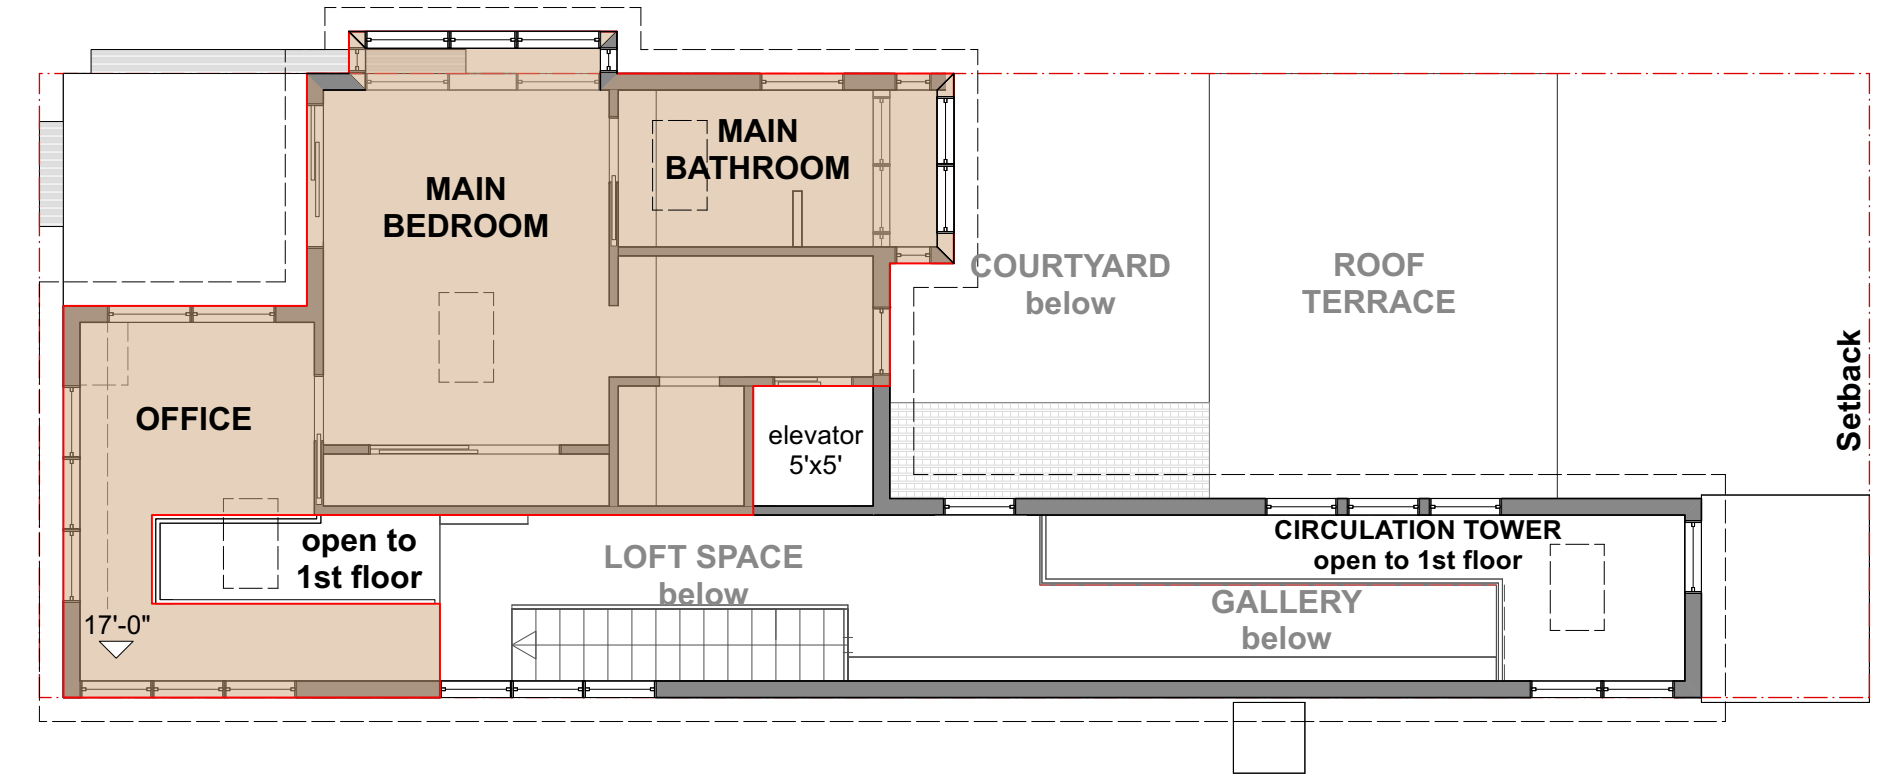 MAIN
BATHROOM
MAIN
BEDROOM
COURTYARD
below
ROOF
TERRACE
Setback
OFFICE
elevator
5'x5'
open to
1st floor
LOFT SPACE
below
CIRCULATION TOWER
open to 1st floor
GALLERY
below
17'-0"